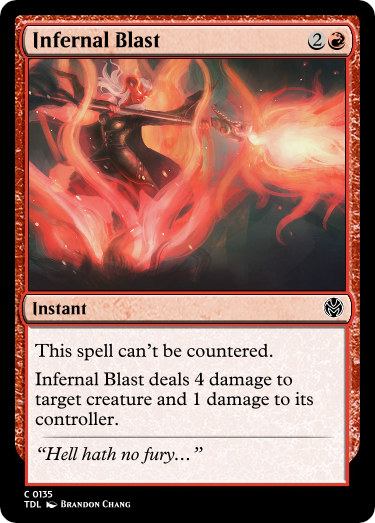 Infernal Blast 2
Instant
This spell can't be countered.
Infernal Blast deals 4 damage to
target creature and 1 damage to its
controller.
“Hell hath no fury…”
C 0135
TDL Brandon Chang